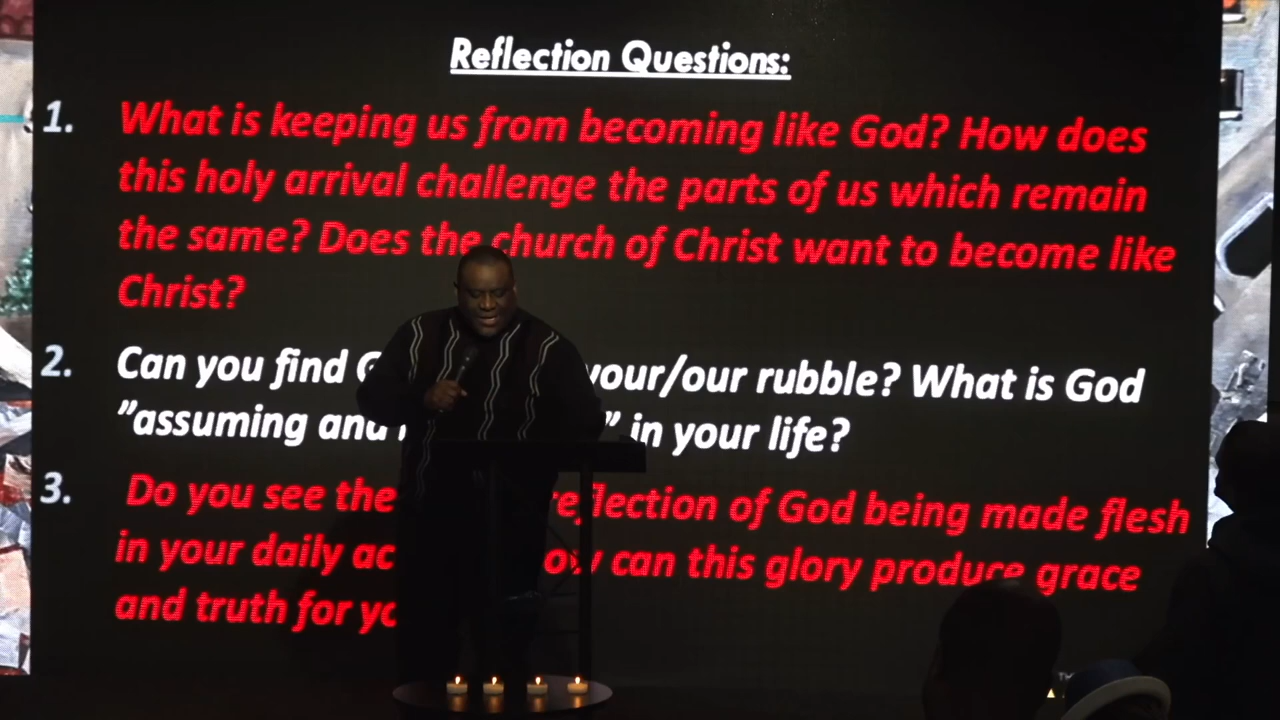 Reflection Questions:
1. What is keeping us from becoming like God? How does
this holy arrival challenge the parts of us which remain
the same? Does the church of Christ want to become like
Christ?
2. Can you find your/our rubble? What is God
"assuming and " in your life?
3. Do you see the reflection of God being made flesh
in your daily can this glory produce grace
and truth for